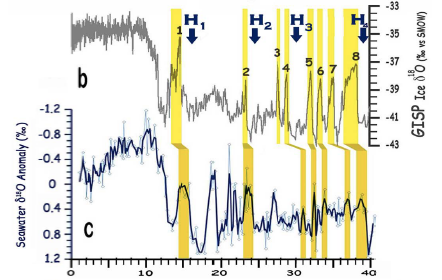 -33
H1 H2 H3 H4
-35
1
-37
8
3
4
5 6 7
2
-39
b
-41
-43
GISP Ice δ18O (‰ vs SMOW)
Seawater δ18O Anomaly (‰)
-1.2
-0.8
-0.4
0
0.4
0.8
1.2
c
0 10 20 30 40